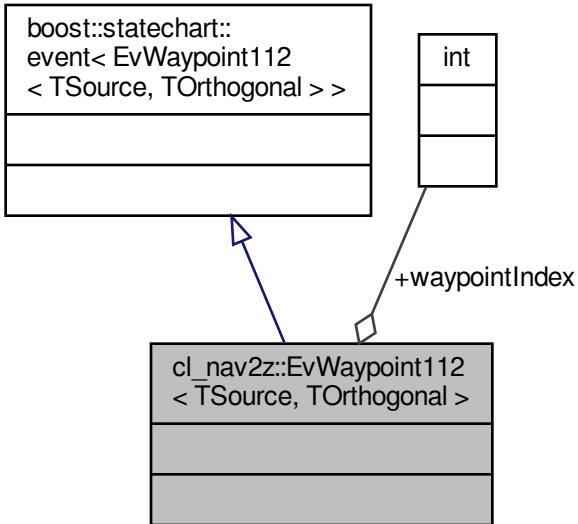 boost::statechart::
event< EvWaypoint112
< TSource, TOrthogonal > >
int
+waypointIndex
cl_nav2z::EvWaypoint112
< TSource, TOrthogonal >